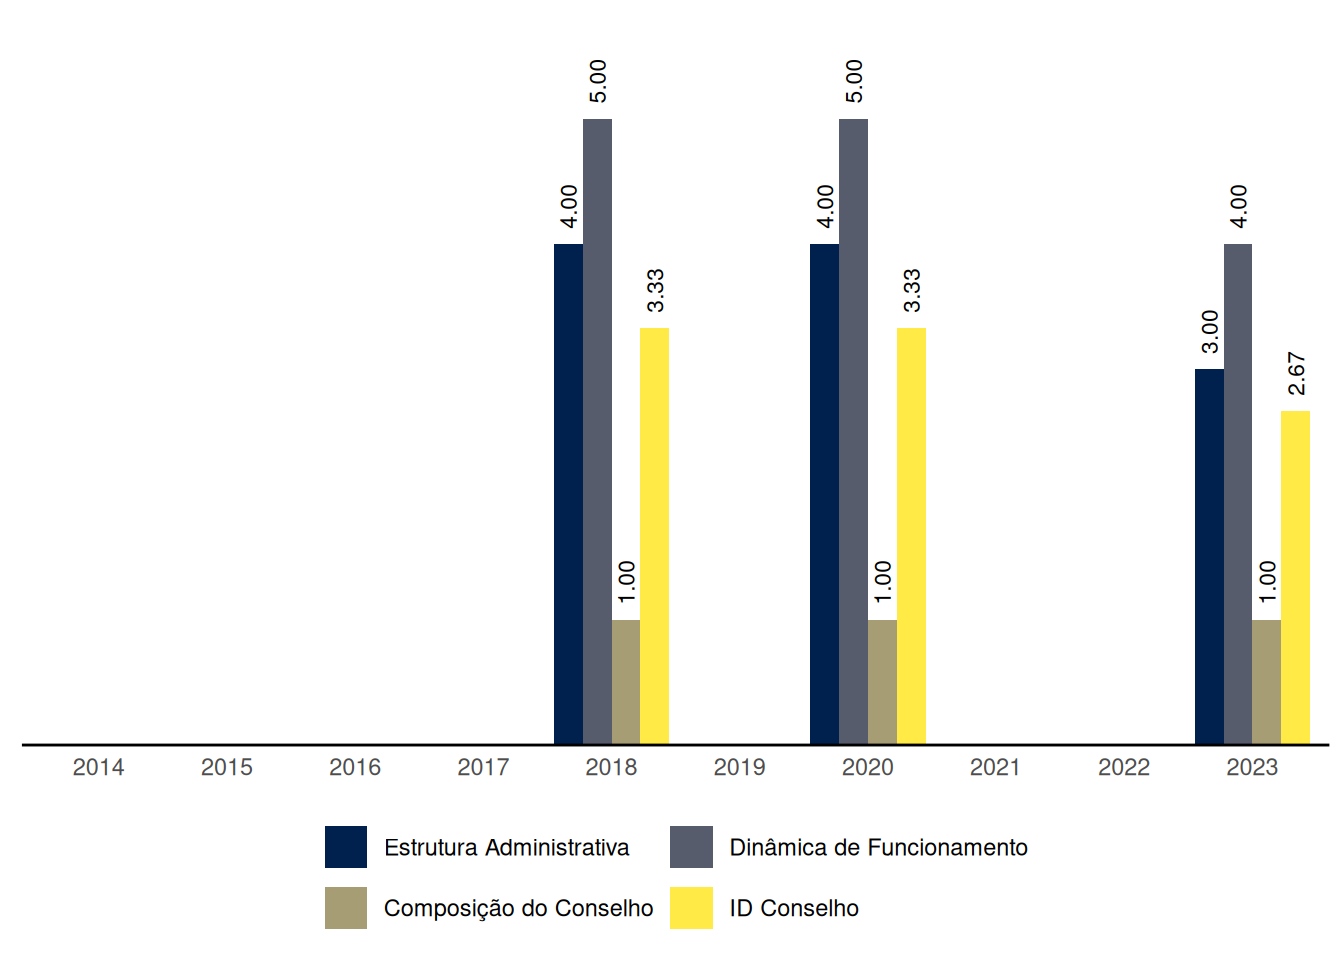 5.00 5.00
4.00 4.00 4.00
3.33 3.33 3.00
2.67
1.00 1.00 1.00
2014 2015 2016 2017 2018 2019 2020 2021 2022 2023
Estrutura Administrativa Dinâmica de Funcionamento
Composição do Conselho ID Conselho